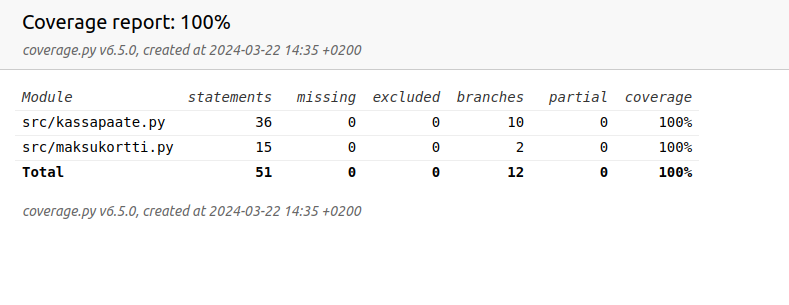 Coverage report: 100%
coverage.py v6.5.0, created at 2024-03-22 14:35 +0200
Module statements missing excluded branches partial coverage
src/kassapaate.py 36 0 0 10 0 100%
src/maksukortti.py 15 0 0 2 0 100%
Total 51 0 0 12 0 100%
coverage.py v6.5.0, created at 2024-03-22 14:35 +0200